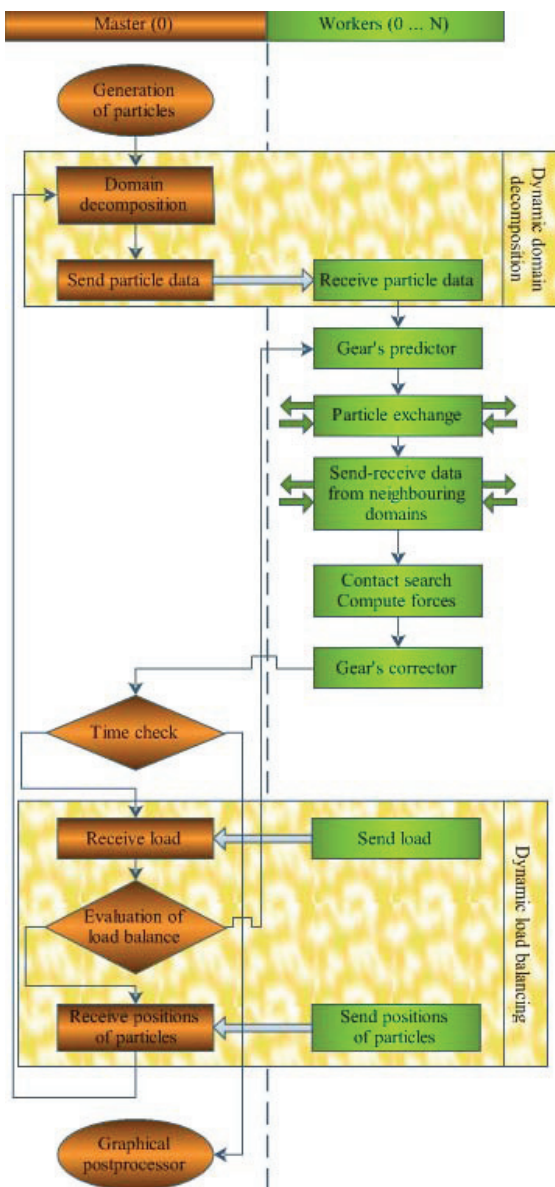 Master (0)
Workers (0 ... N)
Generation
of particles
Domain
decomposition
Dynamic domain
decomposition
Send particle data
Receive particle data
Gear's predictor
Particle exchange
Send-receive data
from neighbouring
domains
Contact search
Compute forces
Gear's corrector
Time check
Receive load
Send load
Evaluation of
load balance
Dynamic load balancing
Receive positions
of particles
Send positions
of particles
Graphical
postprocessor